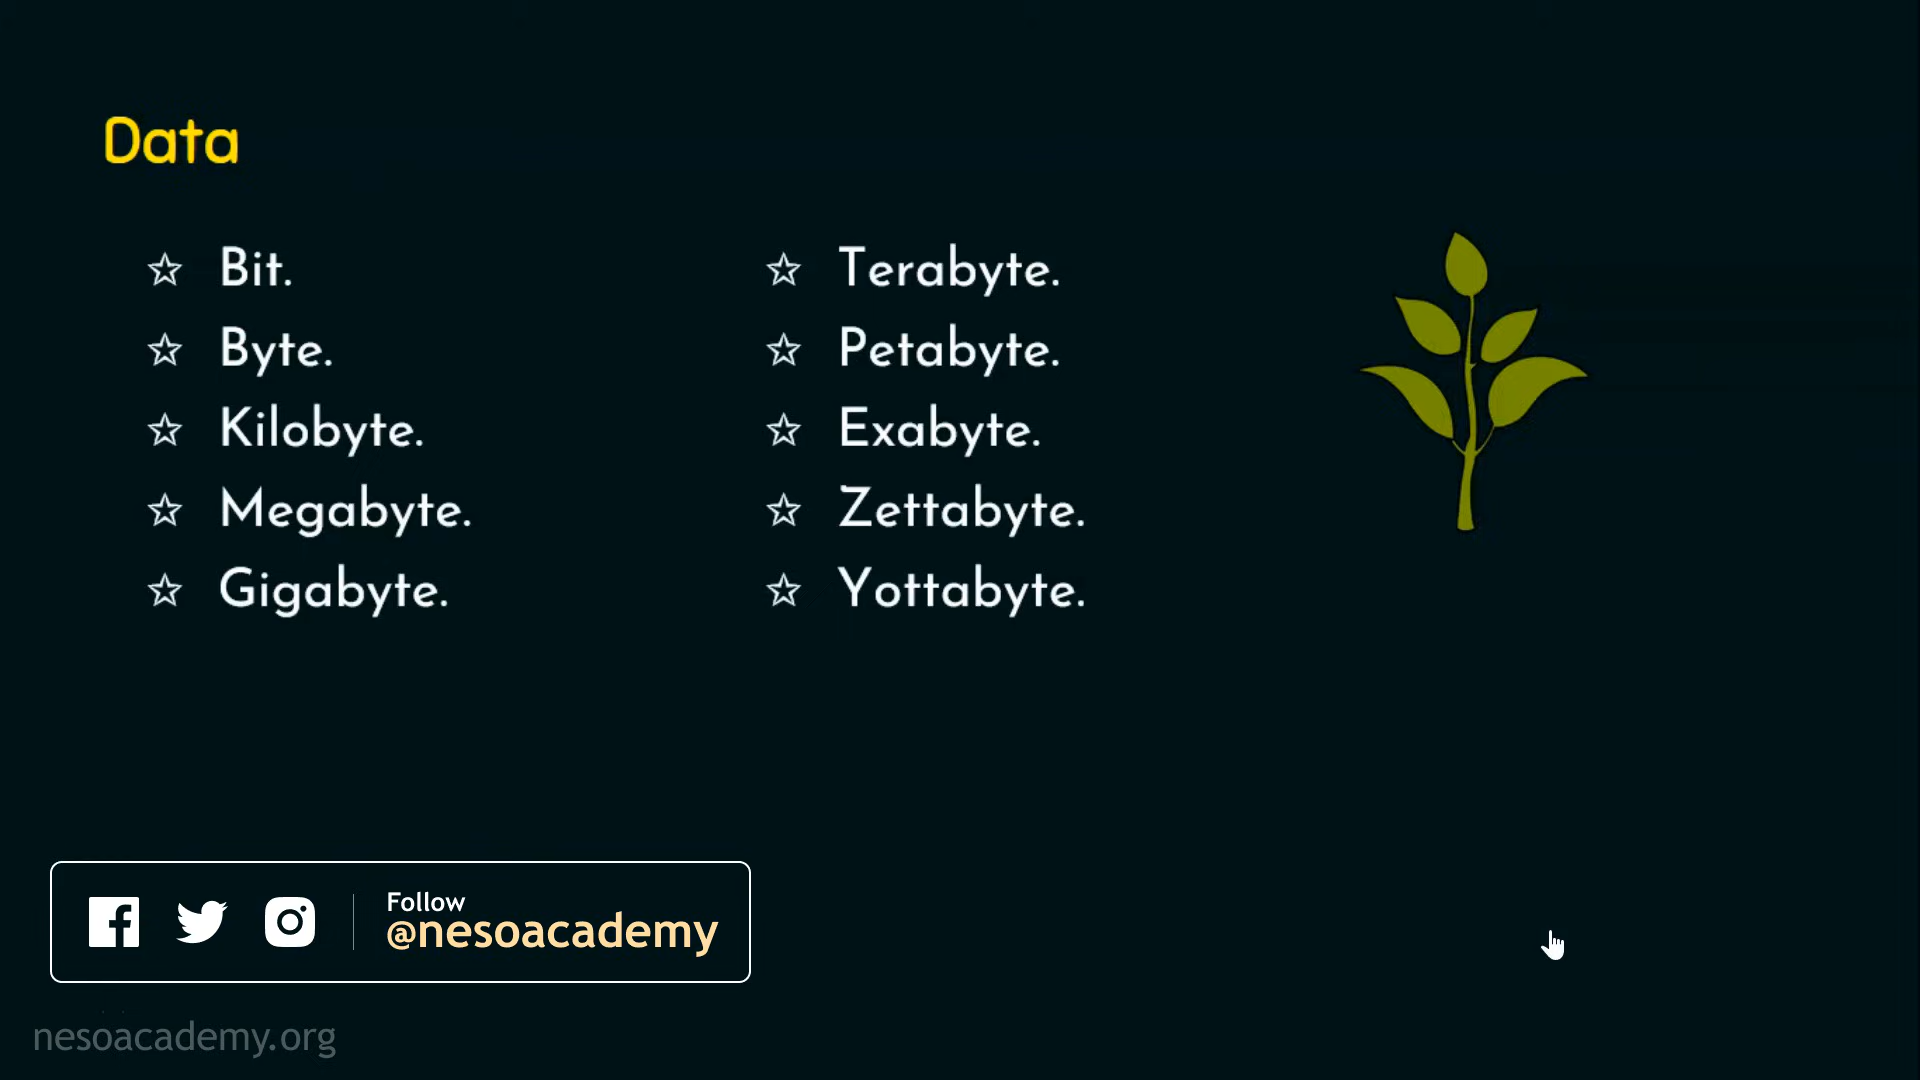 Data
☆ Bit.
☆ Byte.
☆ Kilobyte.
☆ Megabyte.
☆ Gigabyte.
☆ Terabyte.
☆ Petabyte.
☆ Exabyte.
☆ Zettabyte.
☆ Yottabyte.
Follow
@nesoacademy
nesoacademy.org